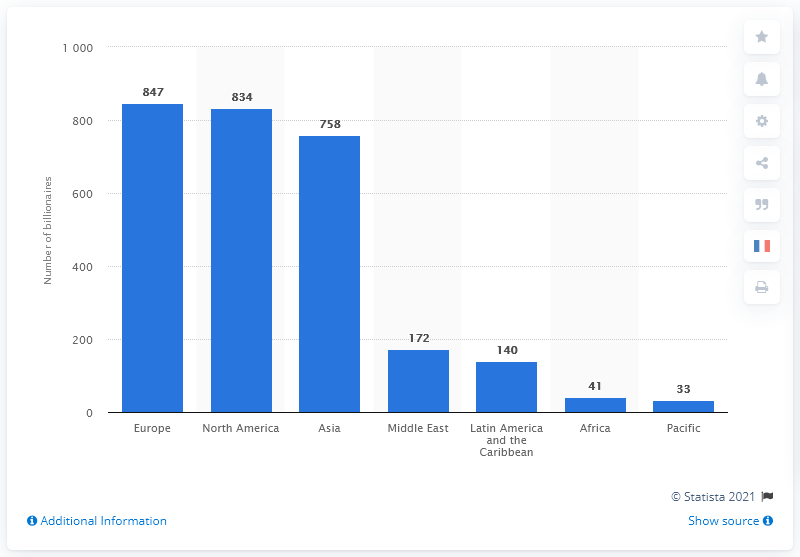 1 000
800
600
400
200
0
Number of billionaires
847
834
758
172
140
41
33
Europe
North America
Asia
Middle East
Latin America
and the
Caribbean
Africa
Pacific
© Statista 2021
Additional Information
Show source